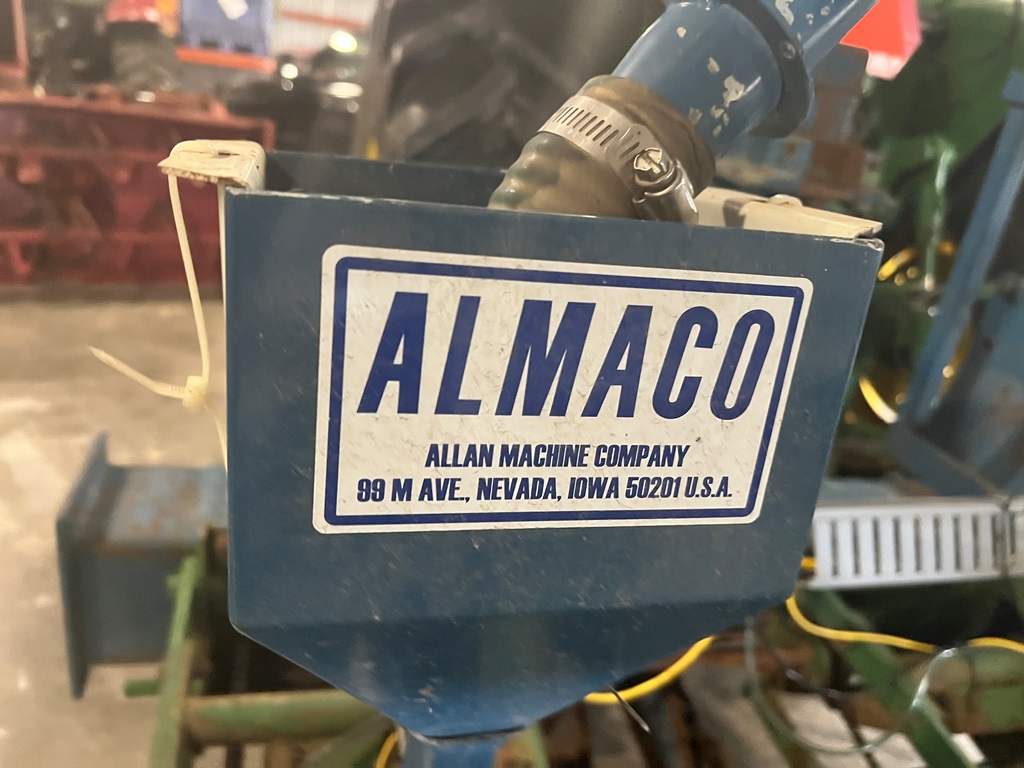 ALMACO
ALLAN MACHINE COMPANY
99 M AVE., NEVADA, IOWA 50201 U.S.A.